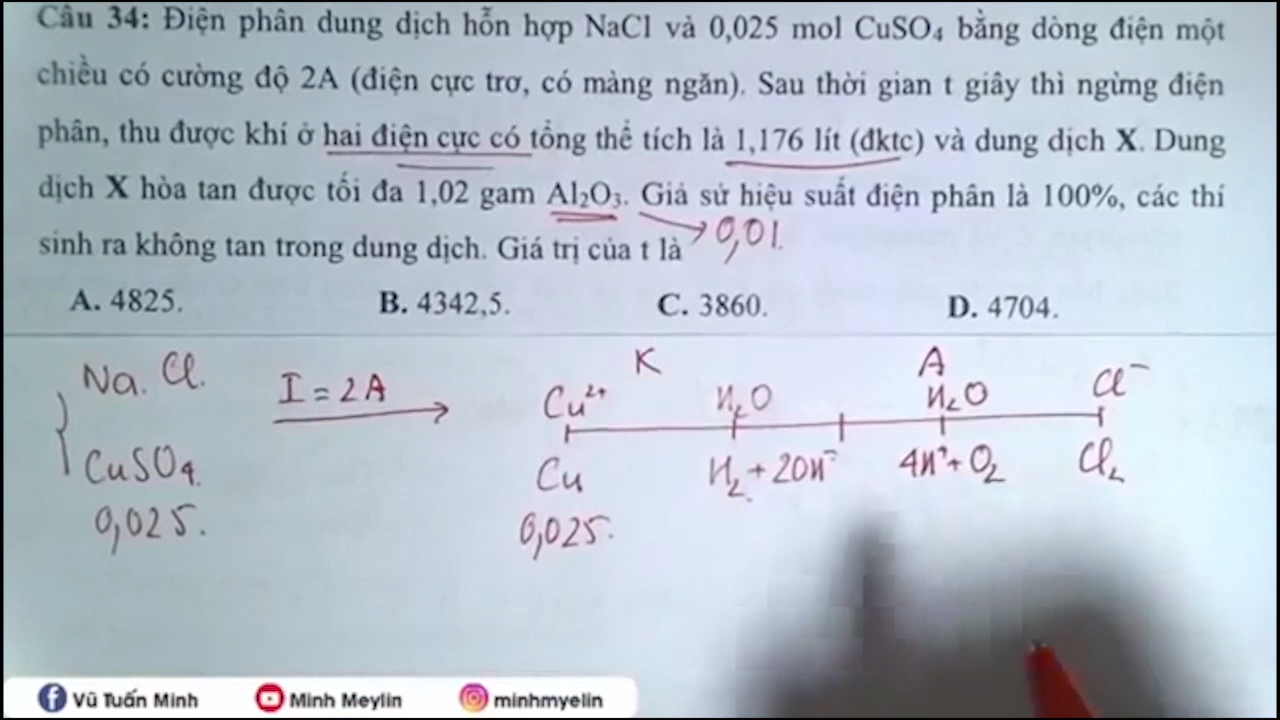 Câu 34: Điện phân dung dịch hỗn hợp NaCl và 0,025 mol CuSO₄ bằng dòng điện một
chiều có cường độ 2A (điện cực trơ, có màng ngăn). Sau thời gian t giây thì ngừng điện
phân, thu được khí ở hai điện cực có tổng thể tích là 1,176 lít (đktc) và dung dịch X. Dung
dịch X hòa tan được tối đa 1,02 gam Al₂O₃. Giả sử hiệu suất điện phân là 100%, các thí
sinh ra không tan trong dung dịch. Giá trị của t là
0,01.
A. 4825. B. 4342,5. C. 3860. D. 4704.
K A
Na.Cl. I = 2A Cu²⁺ H₂O H₂O Cl⁻
CuSO₄. Cu H₂ + 2OH⁻ 4H⁺ + O₂ Cl₂
0,025. 0,025.
Vũ Tuấn Minh Minh Meylin minhmyelin